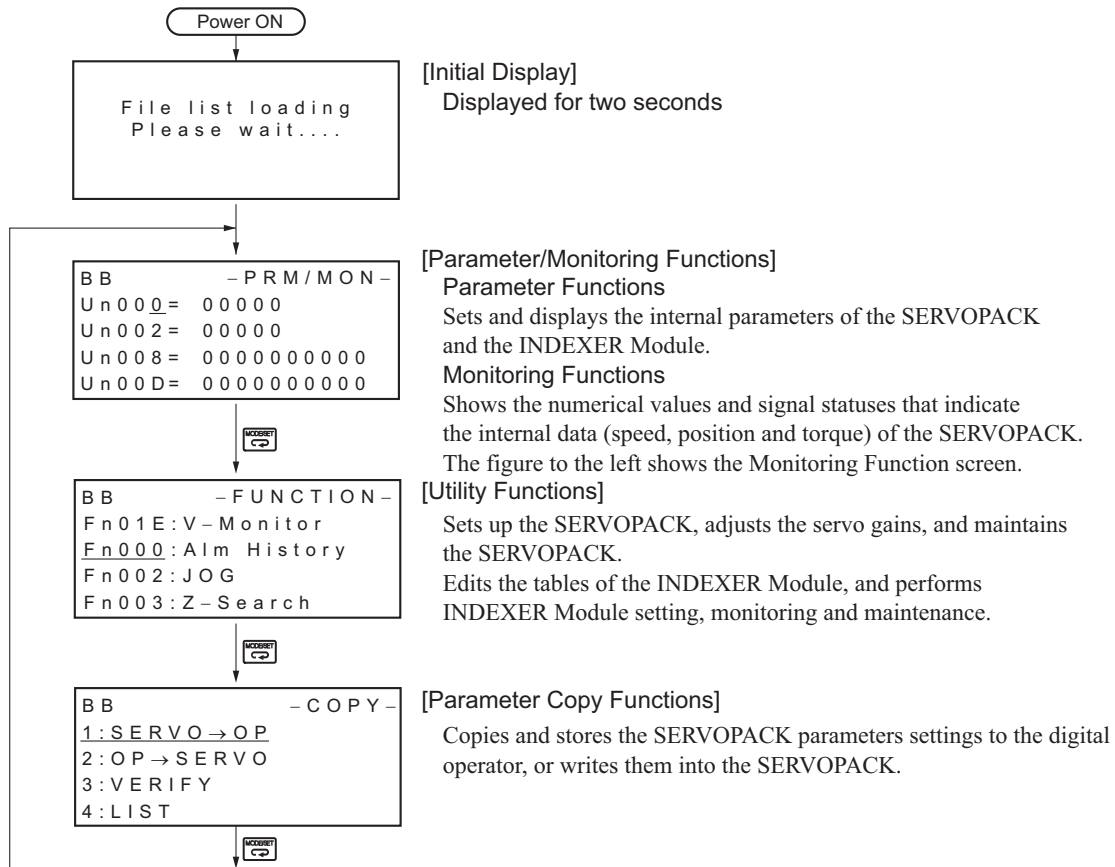 Power ON
File list loading
Please wait....
[Initial Display]
Displayed for two seconds
BB –PRM/MON–
Un000= 00000
Un002= 00000
Un008= 0000000000
Un00D= 0000000000
[Parameter/Monitoring Functions]
Parameter Functions
Sets and displays the internal parameters of the SERVOPACK
and the INDEXER Module.
Monitoring Functions
Shows the numerical values and signal statuses that indicate
the internal data (speed, position and torque) of the SERVOPACK.
The figure to the left shows the Monitoring Function screen.
MODE/SET
BB –FUNCTION–
Fn01E:V–Monitor
Fn000:Alm History
Fn002:JOG
Fn003:Z–Search
[Utility Functions]
Sets up the SERVOPACK, adjusts the servo gains, and maintains
the SERVOPACK.
Edits the tables of the INDEXER Module, and performs
INDEXER Module setting, monitoring and maintenance.
MODE/SET
BB –COPY–
1:SERVO→OP
2:OP→SERVO
3:VERIFY
4:LIST
[Parameter Copy Functions]
Copies and stores the SERVOPACK parameters settings to the digital
operator, or writes them into the SERVOPACK.
MODE/SET